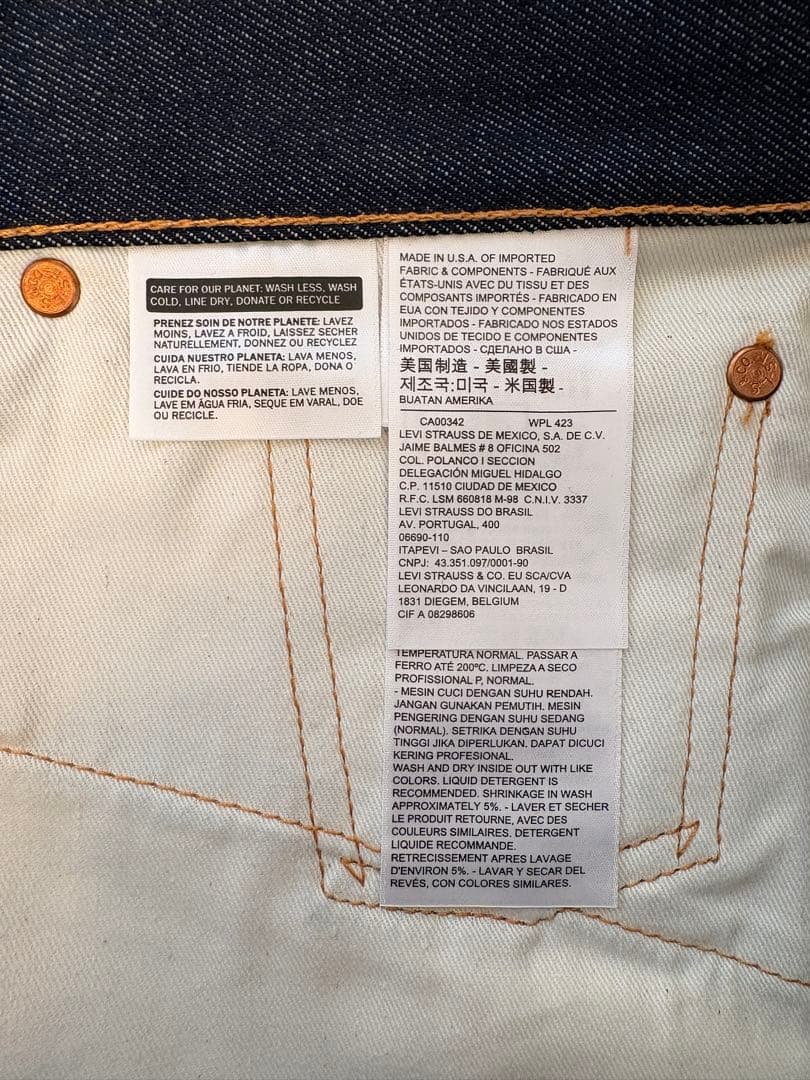 CARE FOR OUR PLANET: WASH LESS, WASH
COLD, LINE DRY, DONATE OR RECYCLE
PRENEZ SOIN DE NOTRE PLANETE: LAVEZ
MOINS, LAVEZ A FROID, LAISSEZ SECHER
NATURELLEMENT, DONNEZ OU RECYCLEZ
CUIDA NUESTRO PLANETA: LAVA MENOS,
LAVA EN FRIO, TIENDE LA ROPA, DONA O
RECICLA.
CUIDE DO NOSSO PLANETA: LAVE MENOS,
LAVE EM ÀGUA FRIA, SEQUE EM VARAL, DOE
OU RECICLE.
MADE IN U.S.A. OF IMPORTED
FABRIC & COMPONENTS - FABRIQUÉ AUX
ÉTATS-UNIS AVEC DU TISSU ET DES
COMPOSANTS IMPORTÉS - FABRICADO EN
EUA CON TEJIDO Y COMPONENTES
IMPORTADOS - FABRICADO NOS ESTADOS
UNIDOS DE TECIDO E COMPONENTES
IMPORTADOS - СДЕЛАНО В США -
美国制造 - 美國製 -
제조국:미국 - 米国製 -
BUATAN AMERIKA
CA00342 WPL 423
LEVI STRAUSS DE MEXICO, S.A. DE C.V.
JAIME BALMES # 8 OFICINA 502
COL. POLANCO I SECCION
DELEGACIÓN MIGUEL HIDALGO
C.P. 11510 CIUDAD DE MEXICO
R.F.C. LSM 660818 M-98 C.N.I.V. 3337
LEVI STRAUSS DO BRASIL
AV. PORTUGAL, 400
06690-110
ITAPEVI – SAO PAULO BRASIL
CNPJ: 43.351.097/0001-90
LEVI STRAUSS & CO. EU SCA/CVA
LEONARDO DA VINCILAAN, 19 - D
1831 DIEGEM, BELGIUM
CIF A 08298606
TEMPERATURA NORMAL. PASSAR A
FERRO ATÉ 200ºC. LIMPEZA A SECO
PROFISSIONAL P, NORMAL.
- MESIN CUCI DENGAN SUHU RENDAH.
JANGAN GUNAKAN PEMUTIH. MESIN
PENGERING DENGAN SUHU SEDANG
(NORMAL). SETRIKA DENGAN SUHU
TINGGI JIKA DIPERLUKAN. DAPAT DICUCI
KERING PROFESIONAL.
WASH AND DRY INSIDE OUT WITH LIKE
COLORS. LIQUID DETERGENT IS
RECOMMENDED. SHRINKAGE IN WASH
APPROXIMATELY 5%. - LAVER ET SECHER
LE PRODUIT RETOURNE, AVEC DES
COULEURS SIMILAIRES. DETERGENT
LIQUIDE RECOMMANDE.
RETRECISSEMENT APRES LAVAGE
D'ENVIRON 5%. - LAVAR Y SECAR DEL
REVÉS, CON COLORES SIMILARES.